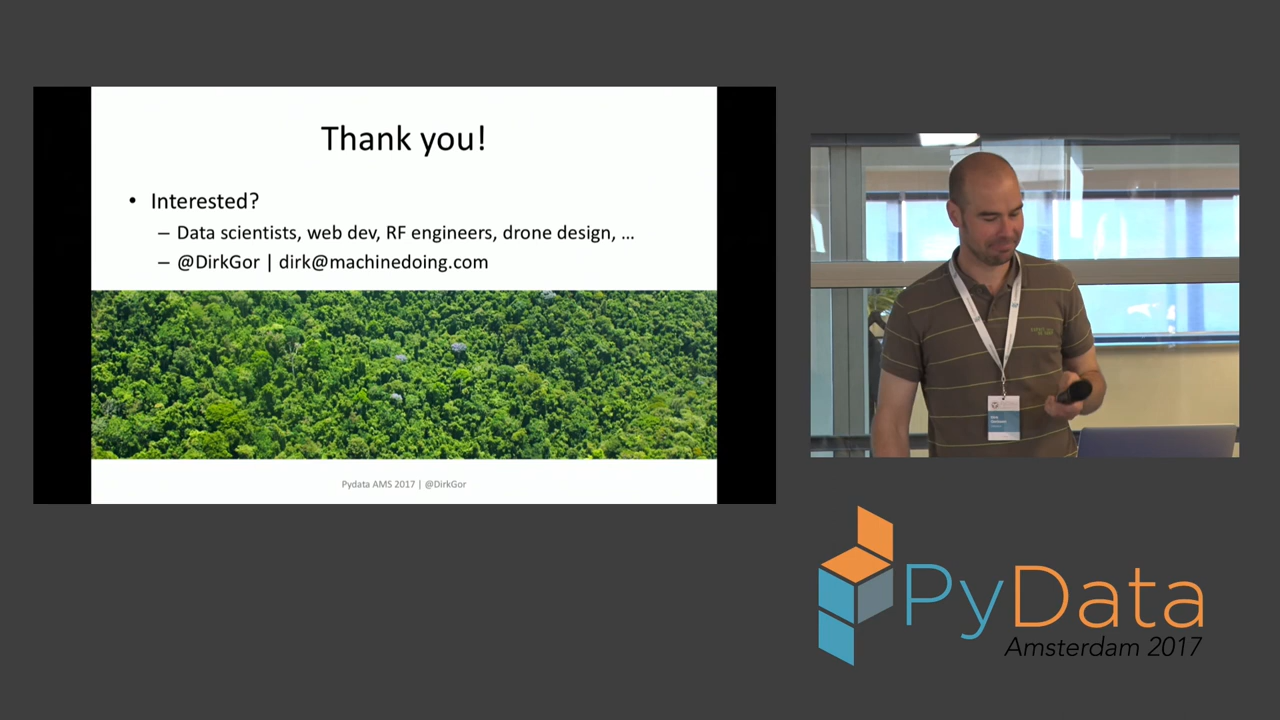 Thank you!
• Interested?
– Data scientists, web dev, RF engineers, drone design, ...
– @DirkGor | dirk@machinedoing.com
Pydata AMS 2017 | @DirkGor
PyData
Amsterdam 2017